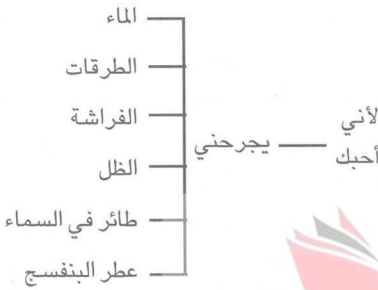 لأني
أحبك
يجرحني
الماء
الطرقات
الفراشة
الظل
طائر في السماء
عطر البنفسج